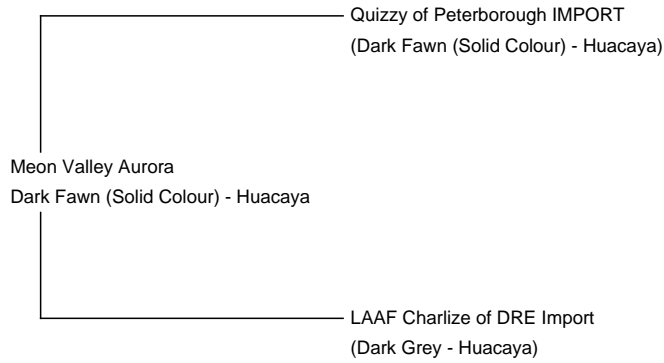 Quizzy of Peterborough IMPORT
(Dark Fawn (Solid Colour) - Huacaya)
Meon Valley Aurora
Dark Fawn (Solid Colour) - Huacaya
LAAF Charlize of DRE Import
(Dark Grey - Huacaya)